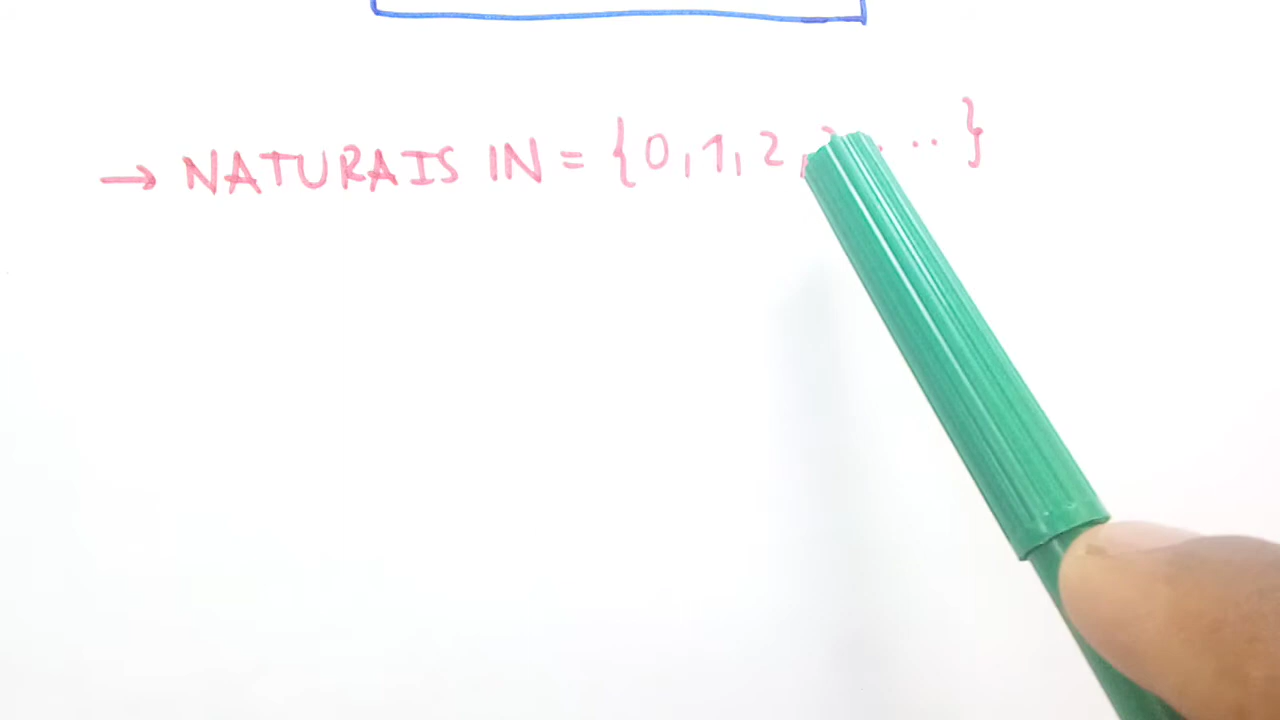 → NATURAIS IN = {0, 1, 2, ... }